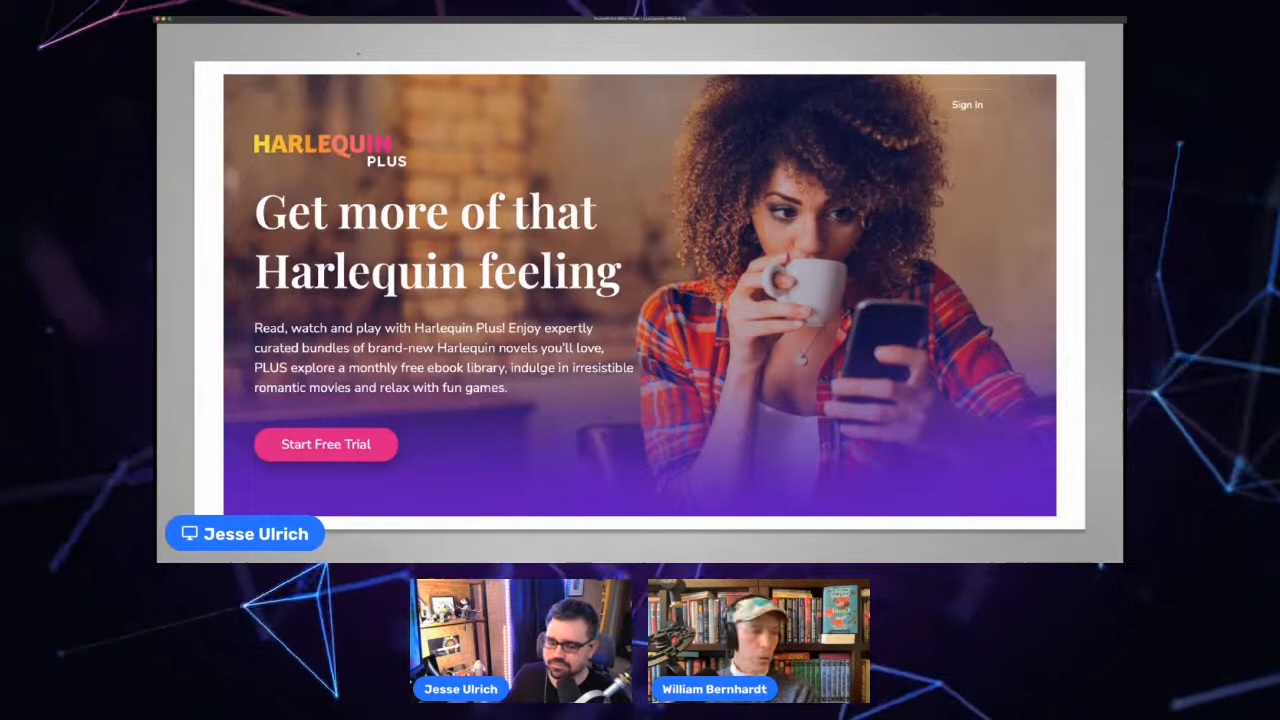 Sign In
HARLEQUIN
PLUS
Get more of that
Harlequin feeling
Read, watch and play with Harlequin Plus! Enjoy expertly
curated bundles of brand-new Harlequin novels you'll love,
PLUS explore a monthly free ebook library, indulge in irresistible
romantic movies and relax with fun games.
Start Free Trial
Jesse Ulrich
Jesse Ulrich
William Bernhardt